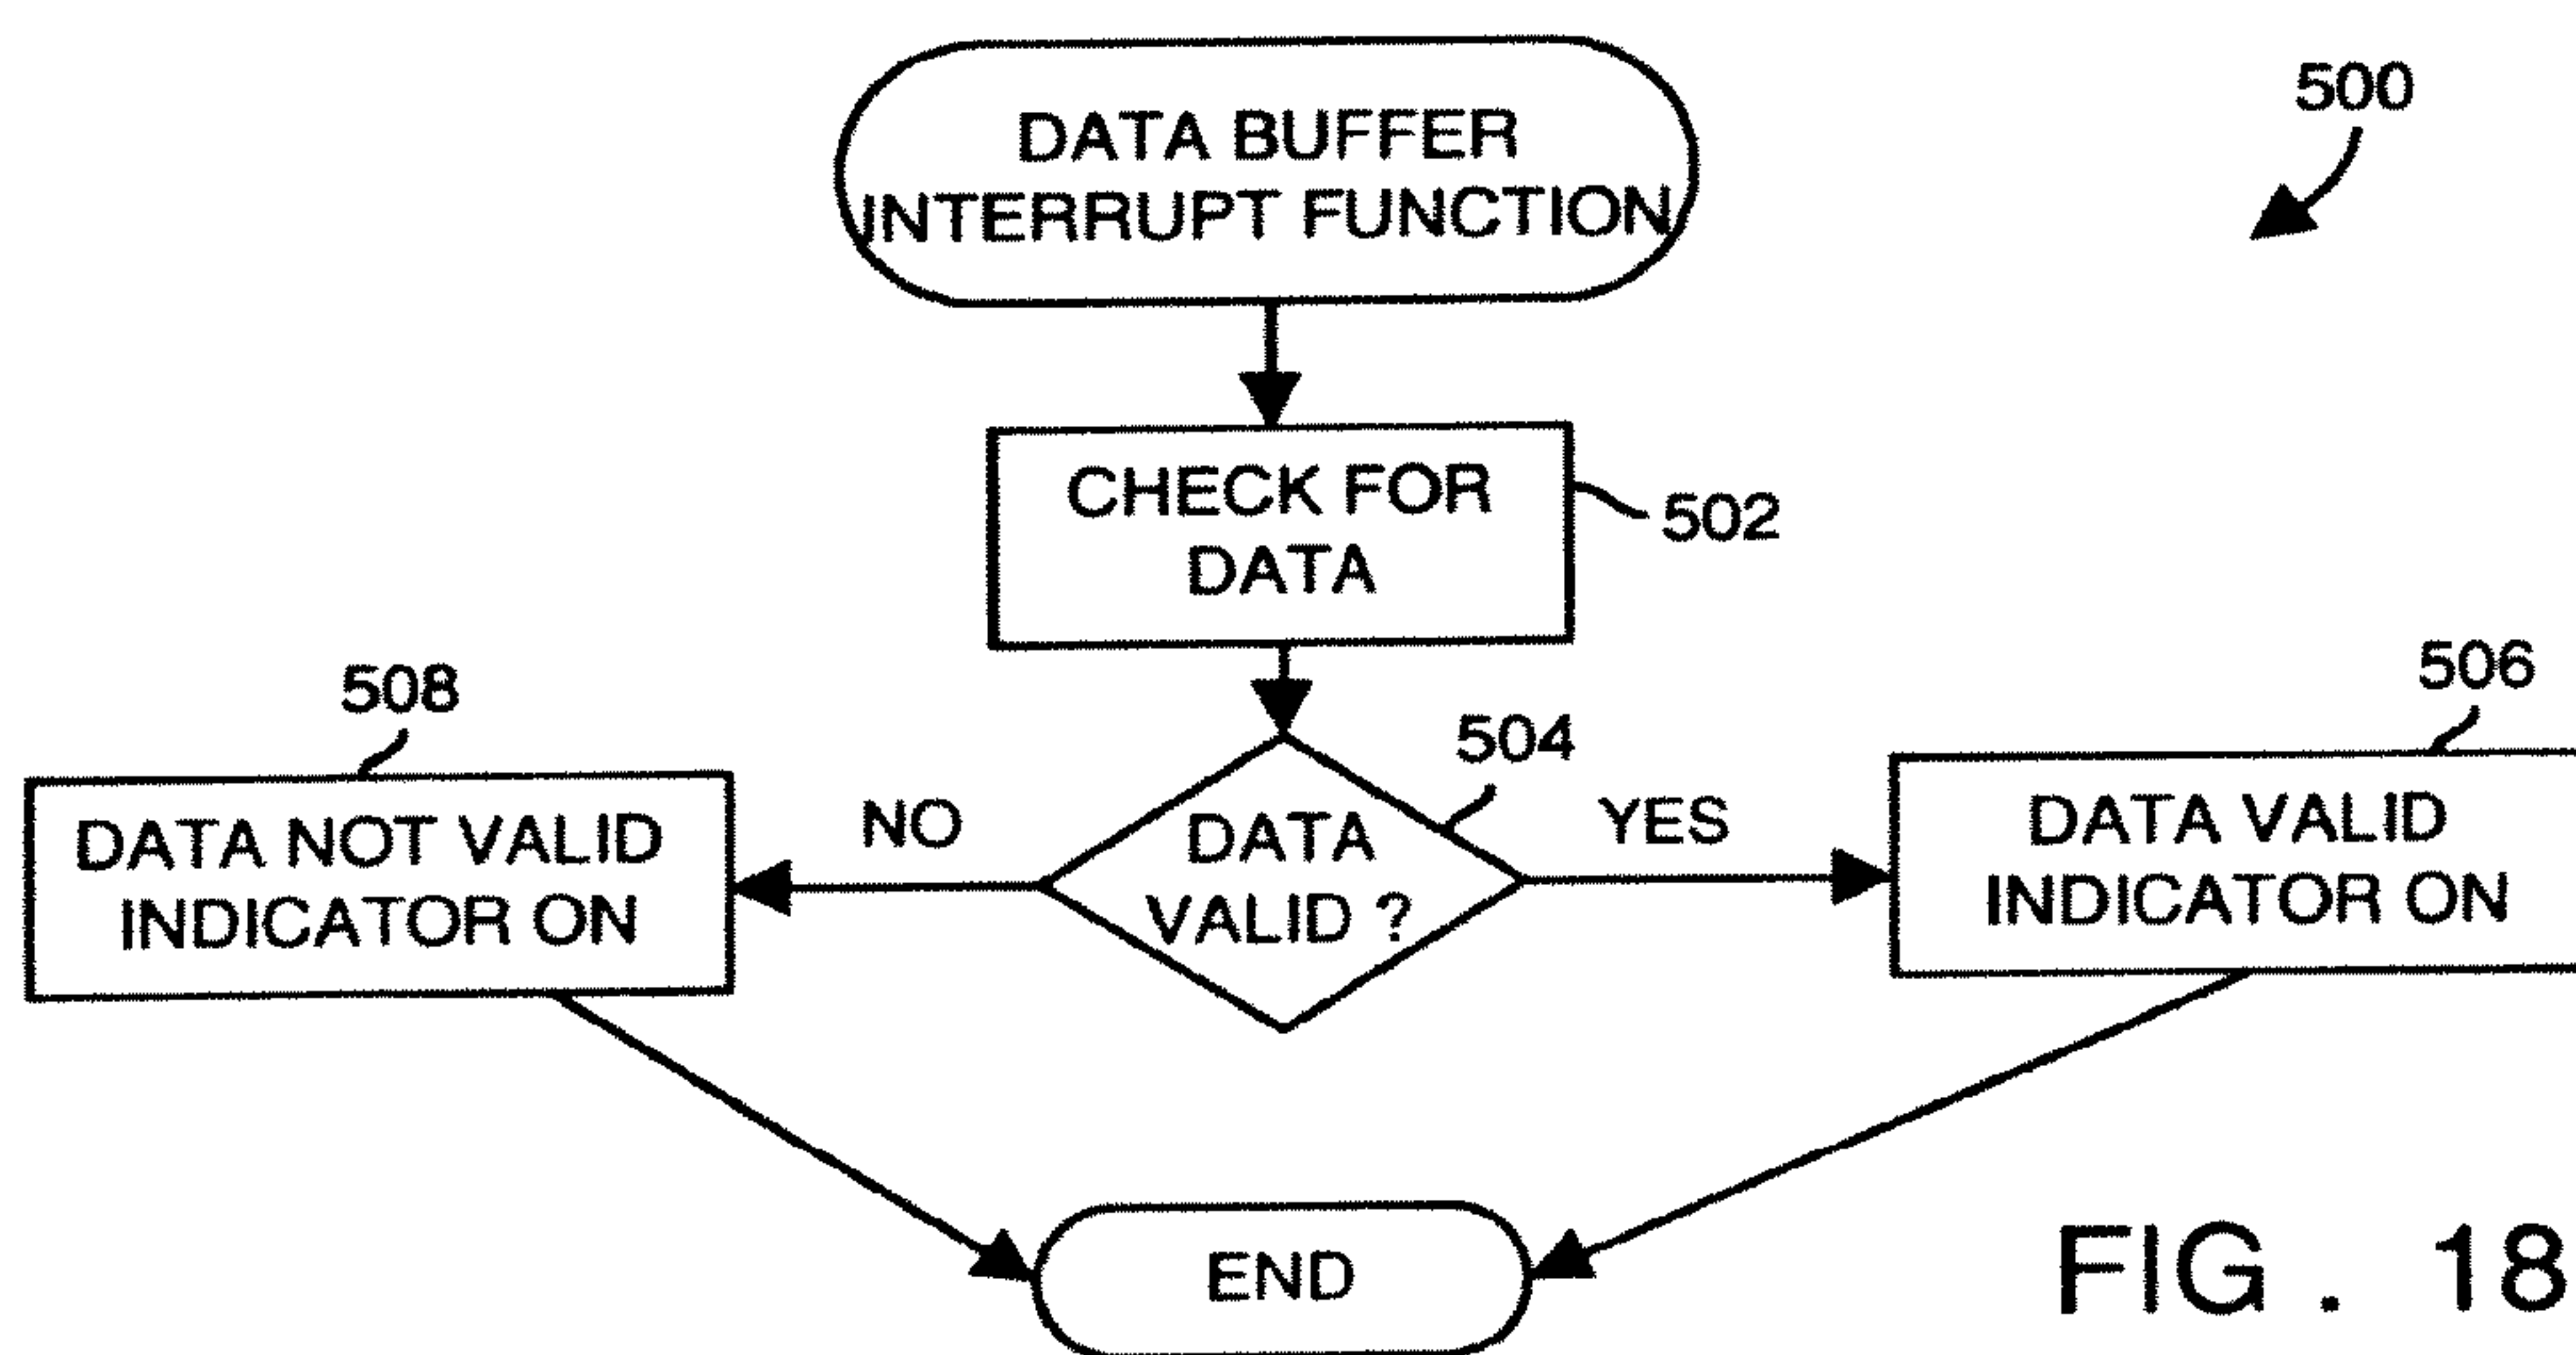 DATA BUFFER
INTERRUPT FUNCTION
500
CHECK FOR
DATA
502
508
504
506
DATA NOT VALID
INDICATOR ON
NO
DATA
VALID ?
YES
DATA VALID
INDICATOR ON
END
FIG . 18